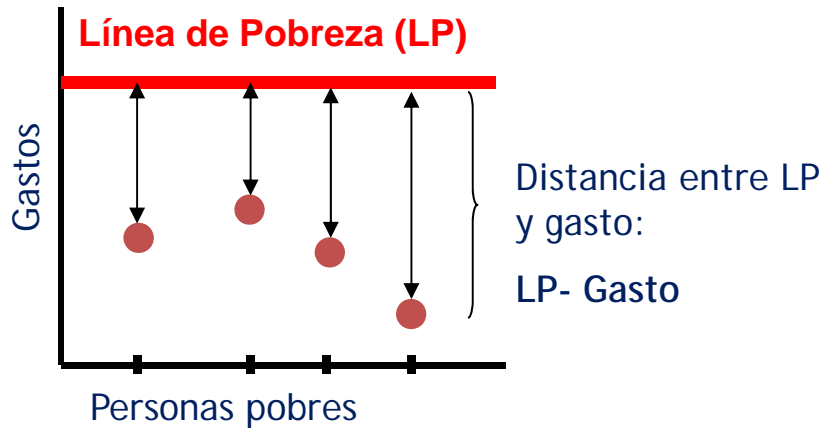 Línea de Pobreza (LP)
Gastos
Distancia entre LP
y gasto:
LP- Gasto
Personas pobres